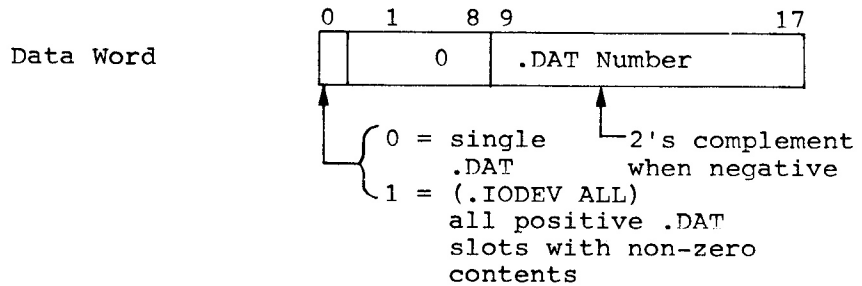 0 1 8 9 17
Data Word 0 .DAT Number
0 = single 2's complement
.DAT when negative
1 = (.IODEV ALL)
all positive .DAT
slots with non-zero
contents